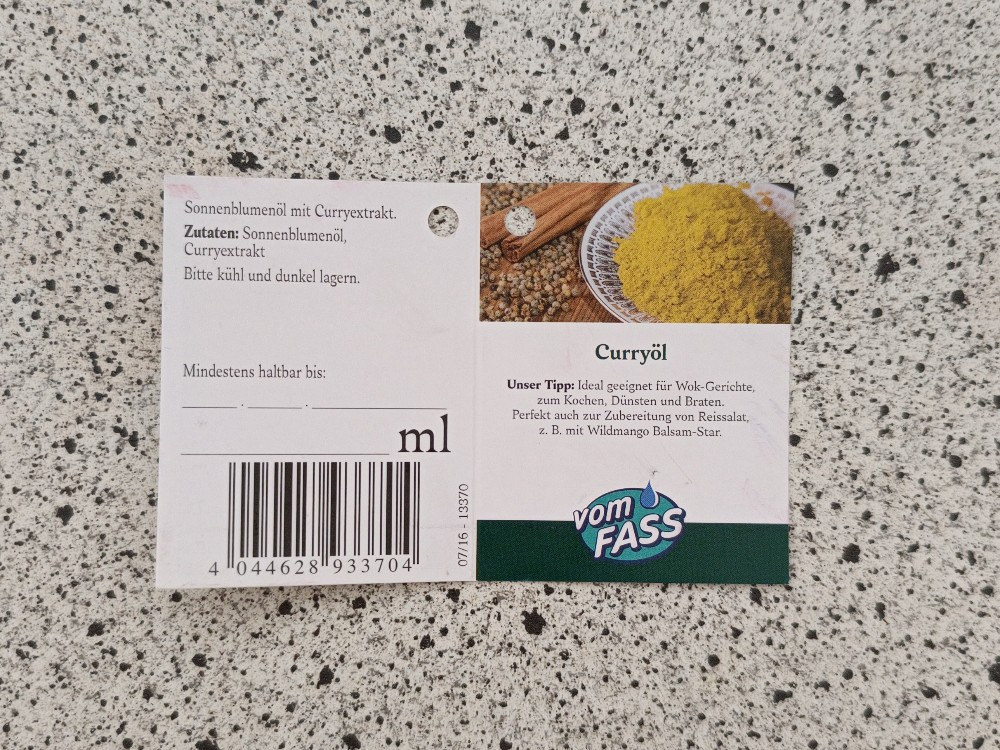 Sonnenblumenöl mit Curryextrakt.
Zutaten: Sonnenblumenöl,
Curryextrakt
Bitte kühl und dunkel lagern.
Mindestens haltbar bis:
ml
4 044628 933704
07/16 - 13370
Curryöl
Unser Tipp: Ideal geeignet für Wok-Gerichte,
zum Kochen, Dünsten und Braten.
Perfekt auch zur Zubereitung von Reissalat,
z. B. mit Wildmango Balsam-Star.
vom
FASS